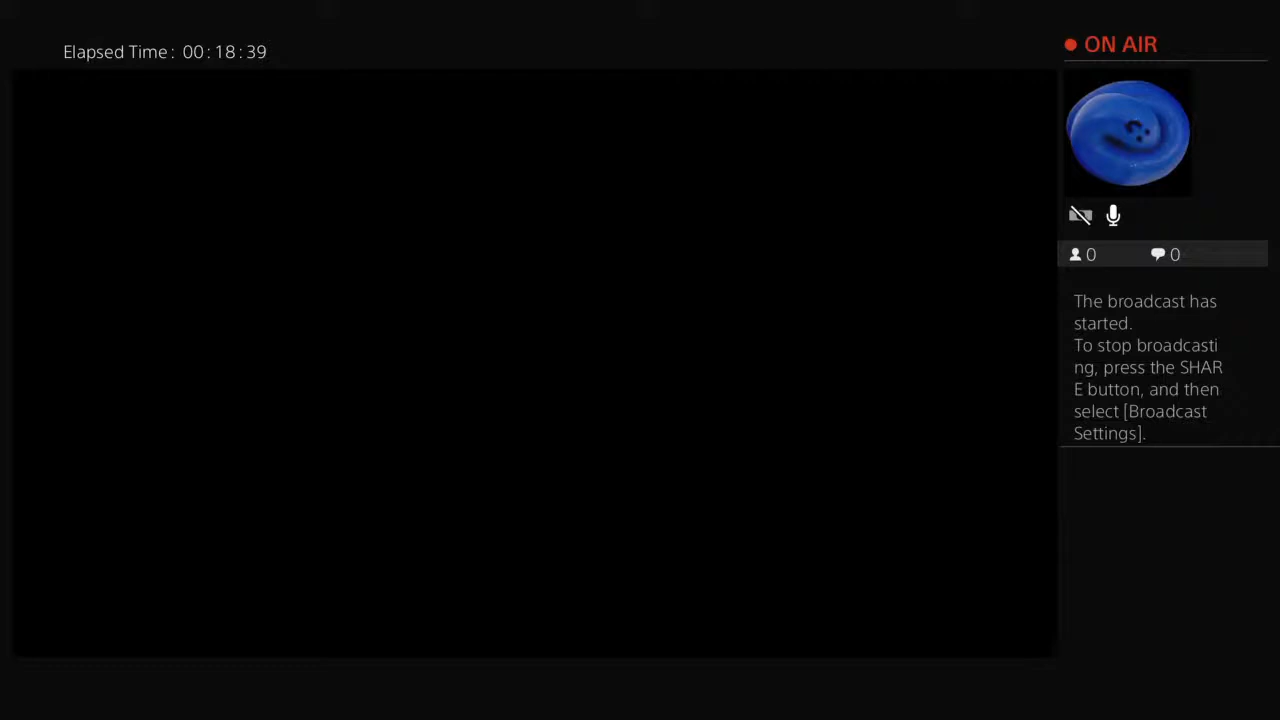 Elapsed Time: 00:18:39
ON AIR
0 0
The broadcast has
started.
To stop broadcasti
ng, press the SHAR
E button, and then
select [Broadcast
Settings].